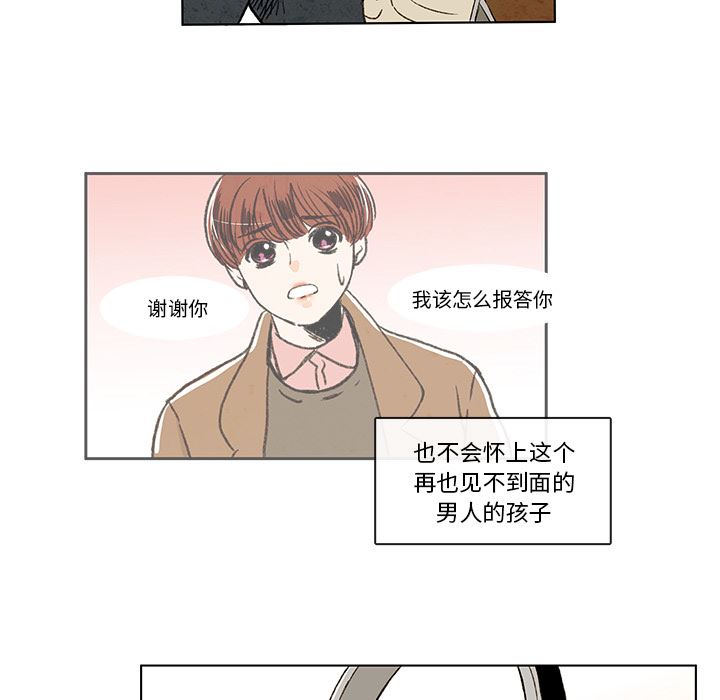 谢谢你
我该怎么报答你
也不会怀上这个
再也见不到面的
男人的孩子